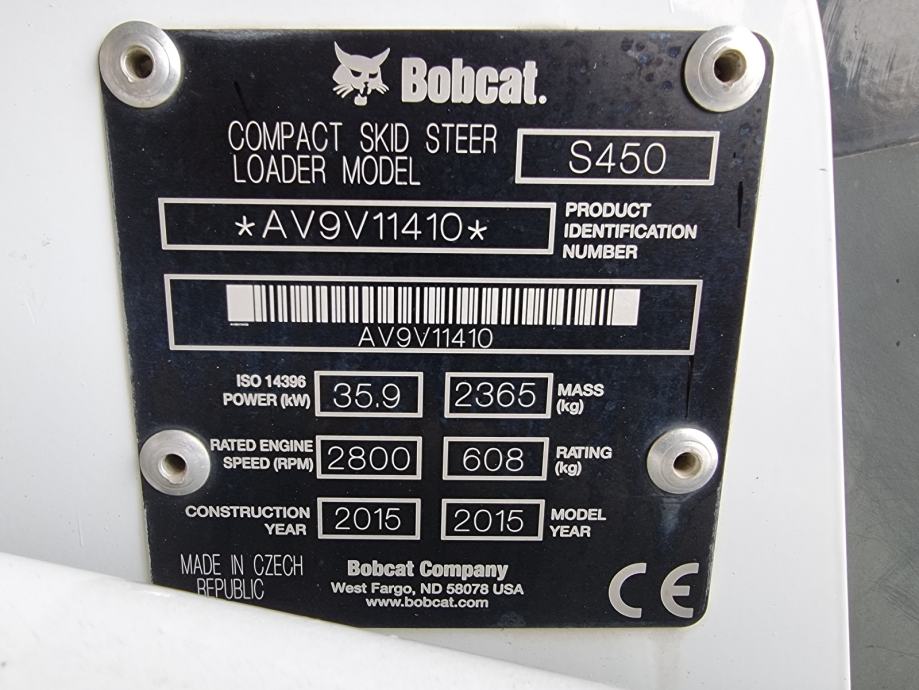 Bobcat.
COMPACT SKID STEER
LOADER MODEL
S450
*AV9V11410*
PRODUCT
IDENTIFICATION
NUMBER
AV9V11410
ISO 14396
POWER (kW)
35.9
2365
MASS
(kg)
RATED ENGINE
SPEED (RPM)
2800
608
RATING
(kg)
CONSTRUCTION
YEAR
2015
2015
MODEL
YEAR
MADE IN CZECH
REPUBLIC
Bobcat Company
West Fargo, ND 58078 USA
www.bobcat.com
CE